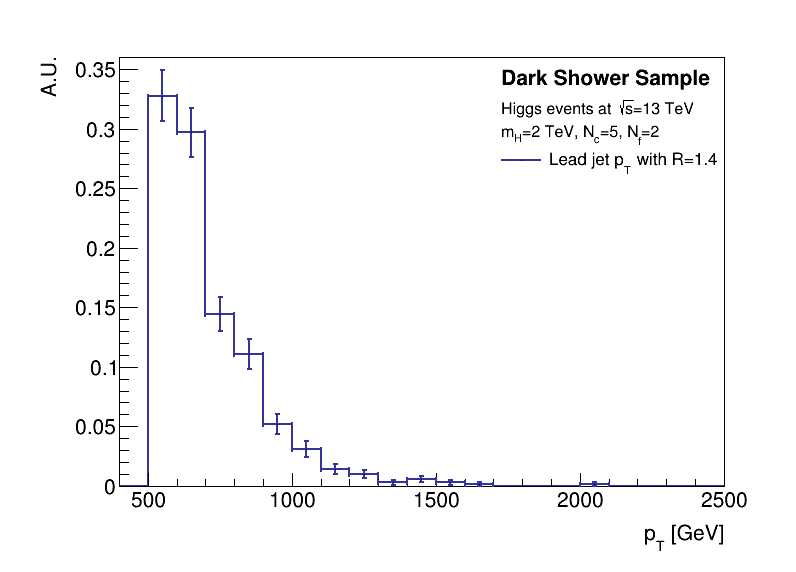 A.U.
0.35
0.3
0.25
0.2
0.15
0.1
0.05
0
500
1000
1500
2000
2500
p_T [GeV]
Dark Shower Sample
Higgs events at √s=13 TeV
m_H=2 TeV, N_c=5, N_f=2
Lead jet p_T with R=1.4